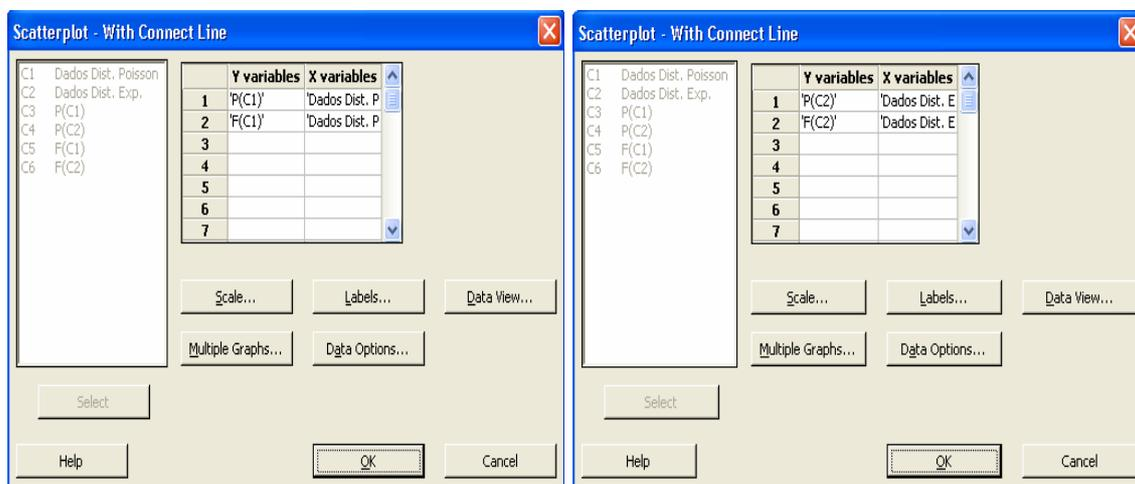 Scatterplot - With Connect Line
C1 Dados Dist. Poisson
C2 Dados Dist. Exp.
C3 P(C1)
C4 P(C2)
C5 F(C1)
C6 F(C2)
Y variables X variables
1 'P(C1)' 'Dados Dist. P
2 'F(C1)' 'Dados Dist. P
3
4
5
6
7
Scale... Labels... Data View...
Multiple Graphs... Data Options...
Select
Help OK Cancel
Scatterplot - With Connect Line
C1 Dados Dist. Poisson
C2 Dados Dist. Exp.
C3 P(C1)
C4 P(C2)
C5 F(C1)
C6 F(C2)
Y variables X variables
1 'P(C2)' 'Dados Dist. E
2 'F(C2)' 'Dados Dist. E
3
4
5
6
7
Scale... Labels... Data View...
Multiple Graphs... Data Options...
Select
Help OK Cancel